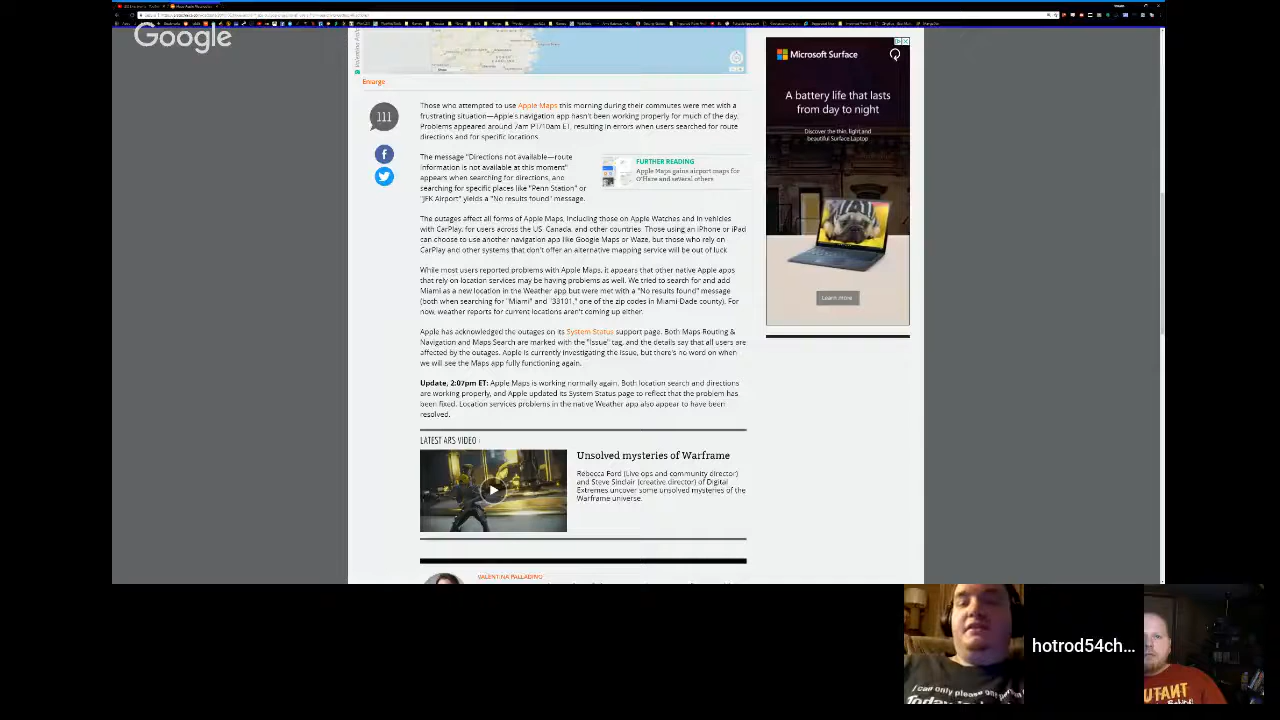 Google
Enlarge
111
Those who attempted to use Apple Maps this morning during their commutes were met with a
frustrating situation—Apple's navigation app hasn't been working properly for much of the day.
Problems appeared around 7am PT/10am ET, resulting in errors when users searched for route
directions and for specific locations.
The message "Directions not available—route
information is not available at this moment"
appears when searching for directions, and
searching for specific places like "Penn Station" or
"JFK Airport" yields a "No results found" message.
FURTHER READING
Apple Maps gains airport maps for
O'Hare and several others
The outages affect all forms of Apple Maps, including those on Apple Watches and in vehicles
with CarPlay, for users across the US, Canada, and other countries. Those using an iPhone or iPad
can choose to use another navigation app like Google Maps or Waze, but those who rely on
CarPlay and other systems that don't offer an alternative mapping service will be out of luck.
While most users reported problems with Apple Maps, it appears that other native Apple apps
that rely on location services may be having problems as well. We tried to search for and add
Miami as a new location in the Weather app but were met with a "No results found" message
(both when searching for "Miami" and "33101," one of the zip codes in Miami-Dade county). For
now, weather reports for current locations aren't coming up either.
Apple has acknowledged the outages on its System Status support page. Both Maps Routing &
Navigation and Maps Search are marked with the "Issue" tag, and the details say that all users are
affected by the outages. Apple is currently investigating the issue, but there's no word on when
we will see the Maps app fully functioning again.
Update, 2:07pm ET: Apple Maps is working normally again. Both location search and directions
are working properly, and Apple updated its System Status page to reflect that the problem has
been fixed. Location services problems in the native Weather app also appear to have been
resolved.
LATEST ARS VIDEO ›
Unsolved mysteries of Warframe
Rebecca Ford (Live ops and community director)
and Steve Sinclair (creative director) of Digital
Extremes uncover some unsolved mysteries of the
Warframe universe.
VALENTINA PALLADINO
Microsoft Surface
A battery life that lasts
from day to night
Discover the thin, light and
beautiful Surface Laptop
Learn more
I can only please one
Today
hotrod54ch...